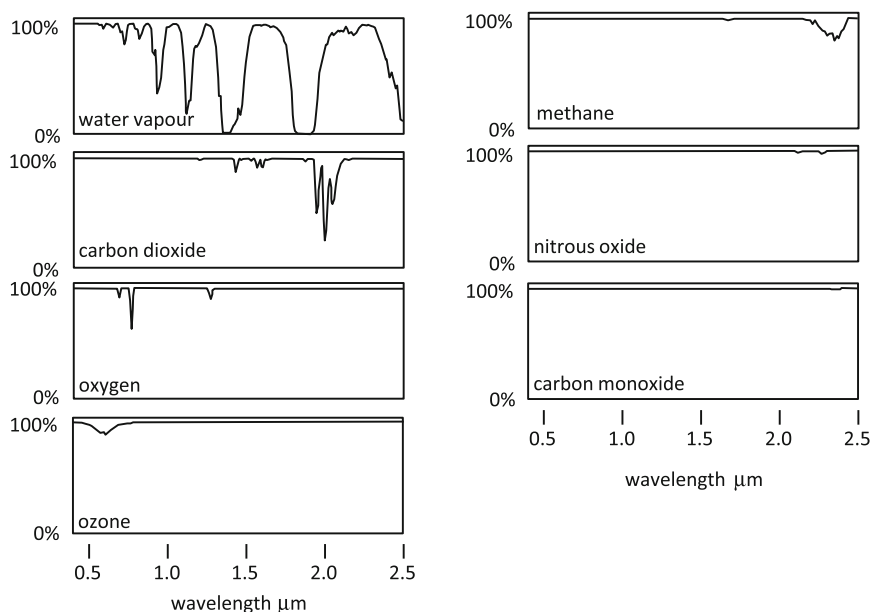 100%
water vapour
0%
100%
carbon dioxide
0%
100%
oxygen
0%
100%
ozone
0%
0.5 1.0 1.5 2.0 2.5
wavelength μm
100%
methane
0%
100%
nitrous oxide
0%
100%
carbon monoxide
0%
0.5 1.0 1.5 2.0 2.5
wavelength μm